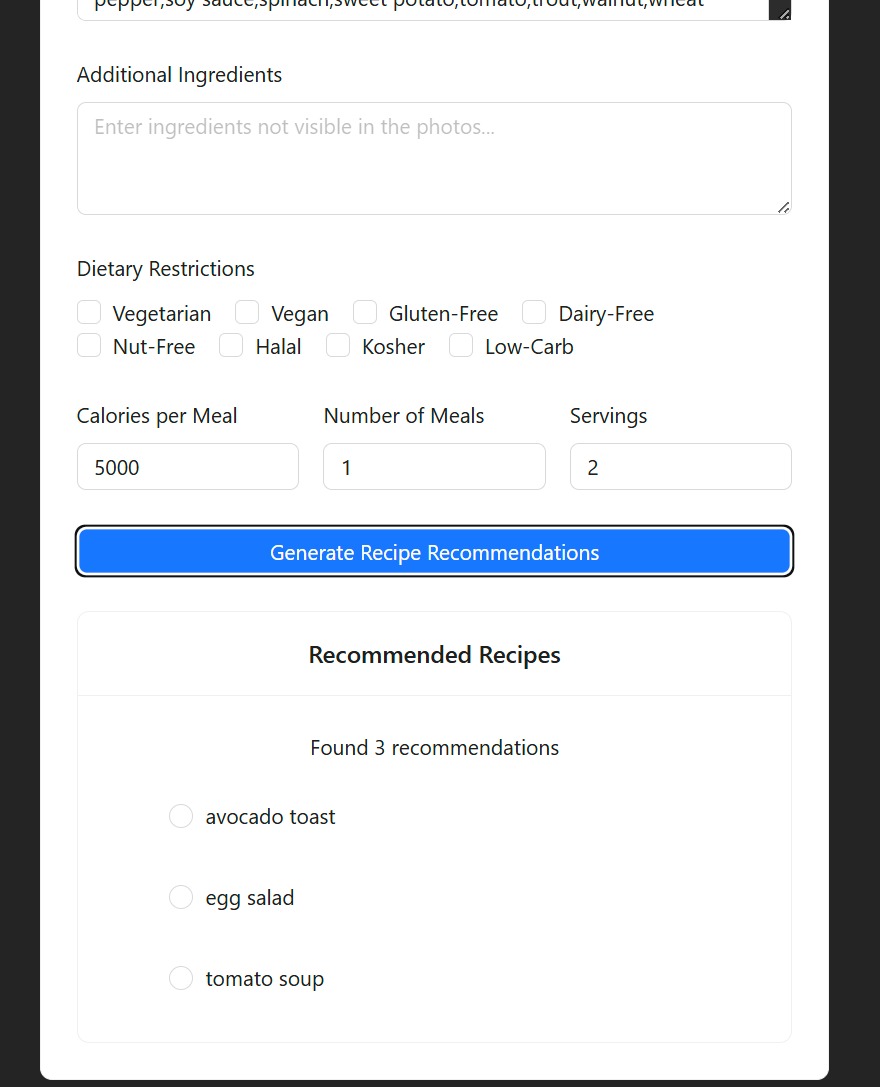 pepper,soy sauce,spinach,sweet potato,tomato,trout,walnut,wheat
Additional Ingredients
Enter ingredients not visible in the photos...
Dietary Restrictions
Vegetarian Vegan Gluten-Free Dairy-Free
Nut-Free Halal Kosher Low-Carb
Calories per Meal Number of Meals Servings
5000 1 2
Generate Recipe Recommendations
Recommended Recipes
Found 3 recommendations
avocado toast
egg salad
tomato soup